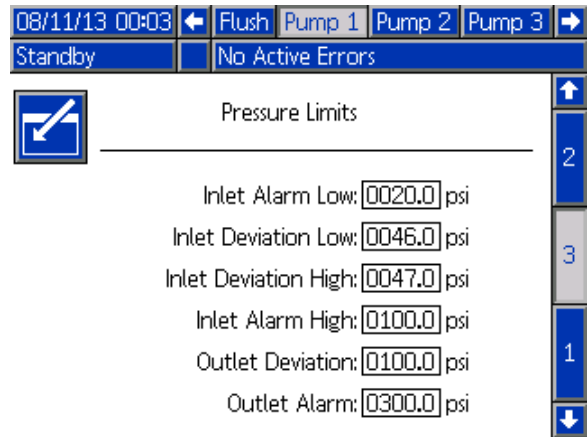 08/11/13 00:03 Flush Pump 1 Pump 2 Pump 3
Standby No Active Errors
Pressure Limits
2
Inlet Alarm Low: 0020.0 psi
Inlet Deviation Low: 0046.0 psi
3
Inlet Deviation High: 0047.0 psi
Inlet Alarm High: 0100.0 psi
Outlet Deviation: 0100.0 psi
1
Outlet Alarm: 0300.0 psi